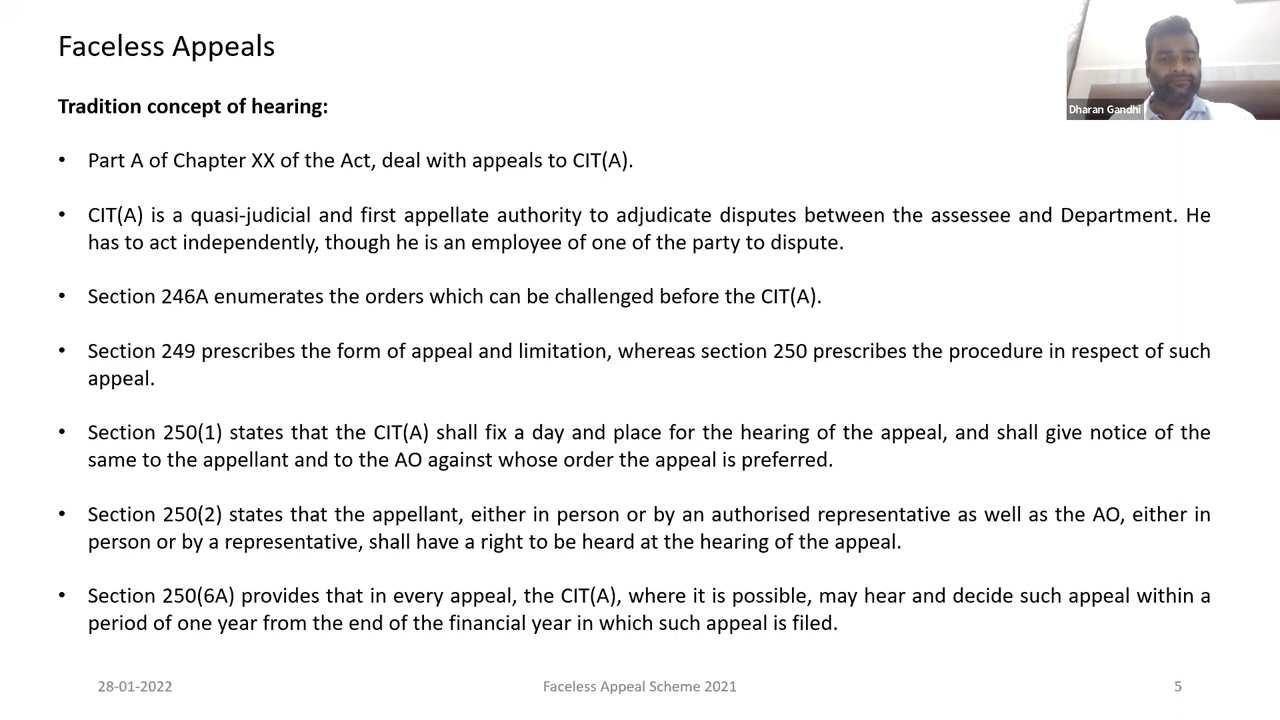 Faceless Appeals
Dharan Gandhi
Tradition concept of hearing:
• Part A of Chapter XX of the Act, deal with appeals to CIT(A).
• CIT(A) is a quasi-judicial and first appellate authority to adjudicate disputes between the assessee and Department. He
has to act independently, though he is an employee of one of the party to dispute.
• Section 246A enumerates the orders which can be challenged before the CIT(A).
• Section 249 prescribes the form of appeal and limitation, whereas section 250 prescribes the procedure in respect of such
appeal.
• Section 250(1) states that the CIT(A) shall fix a day and place for the hearing of the appeal, and shall give notice of the
same to the appellant and to the AO against whose order the appeal is preferred.
• Section 250(2) states that the appellant, either in person or by an authorised representative as well as the AO, either in
person or by a representative, shall have a right to be heard at the hearing of the appeal.
• Section 250(6A) provides that in every appeal, the CIT(A), where it is possible, may hear and decide such appeal within a
period of one year from the end of the financial year in which such appeal is filed.
28-01-2022 Faceless Appeal Scheme 2021 5